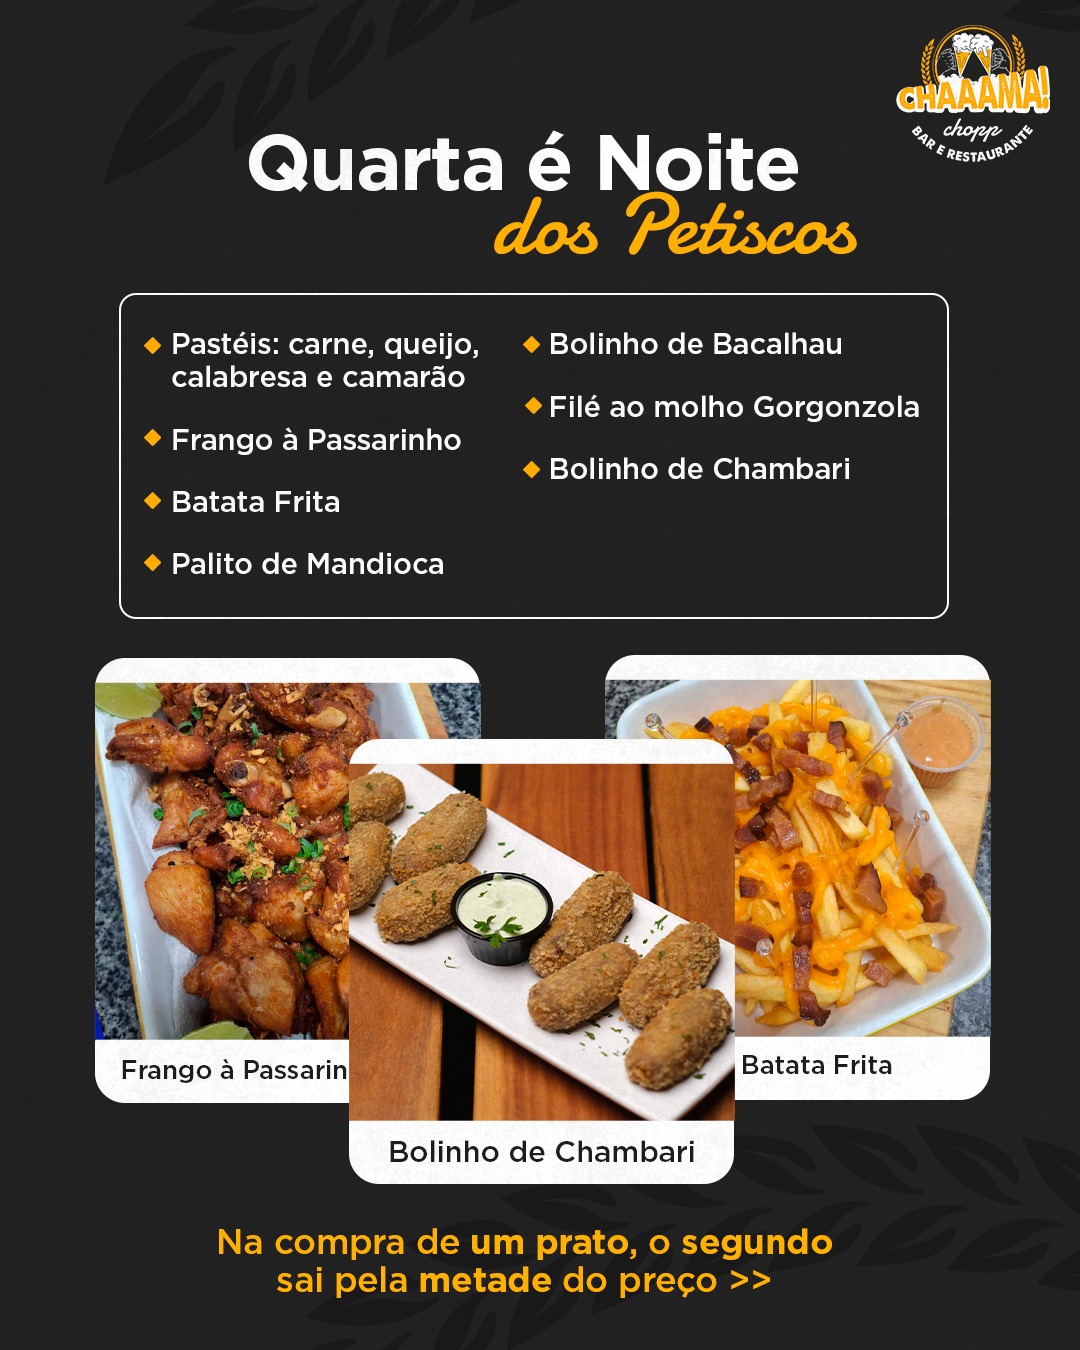 CHAAAMA!
chopp
BAR E RESTAURANTE
Quarta é Noite
dos Petiscos
Pastéis: carne, queijo,
calabresa e camarão
Frango à Passarinho
Batata Frita
Palito de Mandioca
Bolinho de Bacalhau
Filé ao molho Gorgonzola
Bolinho de Chambari
Frango à Passarin
Bolinho de Chambari
Batata Frita
Na compra de um prato, o segundo
sai pela metade do preço >>